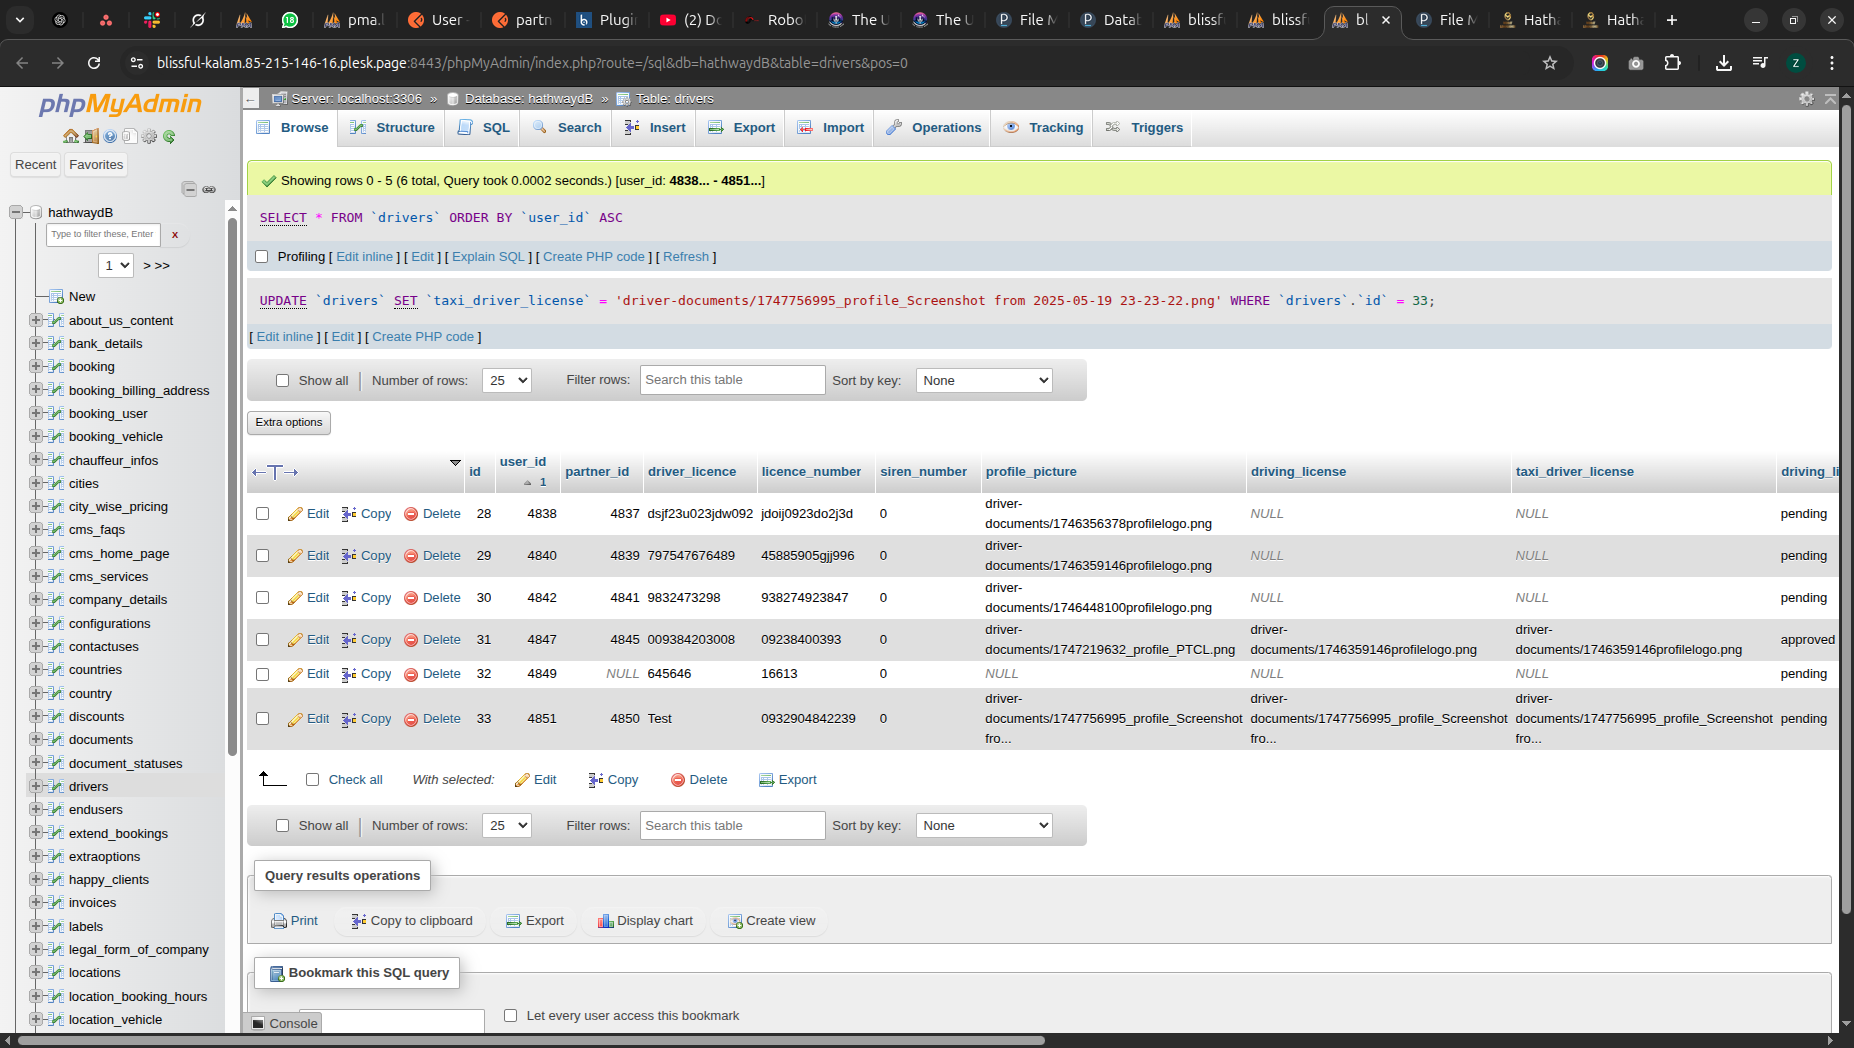 pma.l
User
partn
Plugi
(2) D
Robo
The U
The U
File M
Datab
blissf
blissf
bl
File M
Hath
Hath
blissful-kalam.85-215-146-16.plesk.page:8443/phpMyAdmin/index.php?route=/sql&db=hathwaydB&table=drivers&pos=0
Z
phpMyAdmin
Recent
Favorites
hathwaydB
Type to filter these, Enter
x
1
> >>
New
about_us_content
bank_details
booking
booking_billing_address
booking_user
booking_vehicle
chauffeur_infos
cities
city_wise_pricing
cms_faqs
cms_home_page
cms_services
company_details
configurations
contactuses
countries
country
discounts
documents
document_statuses
drivers
endusers
extend_bookings
extraoptions
happy_clients
invoices
labels
legal_form_of_company
locations
location_booking_hours
location_vehicle
Server: localhost:3306 » Database: hathwaydB » Table: drivers
Browse Structure SQL Search Insert Export Import Operations Tracking Triggers
Showing rows 0 - 5 (6 total, Query took 0.0002 seconds.) [user_id: 4838... - 4851...]
SELECT * FROM `drivers` ORDER BY `user_id` ASC
Profiling [ Edit inline ] [ Edit ] [ Explain SQL ] [ Create PHP code ] [ Refresh ]
UPDATE `drivers` SET `taxi_driver_license` = 'driver-documents/1747756995_profile_Screenshot from 2025-05-19 23-23-22.png' WHERE `drivers`.`id` = 33;
[ Edit inline ] [ Edit ] [ Create PHP code ]
Show all Number of rows: 25 Filter rows: Search this table Sort by key: None
Extra options
←T→ id user_id 1 partner_id driver_licence licence_number siren_number profile_picture driving_license taxi_driver_license driving_li
Edit Copy Delete 28 4838 4837 dsjf23u023jdw092 jdoij0923do2j3d 0 driver-documents/1746356378profilelogo.png NULL NULL pending
Edit Copy Delete 29 4840 4839 797547676489 45885905gjj996 0 driver-documents/1746359146profilelogo.png NULL NULL pending
Edit Copy Delete 30 4842 4841 9832473298 938274923847 0 driver-documents/1746448100profilelogo.png NULL NULL pending
Edit Copy Delete 31 4847 4845 009384203008 09238400393 0 driver-documents/1747219632_profile_PTCL.png driver-documents/1746359146profilelogo.png driver-documents/1746359146profilelogo.png approved
Edit Copy Delete 32 4849 NULL 645646 16613 0 NULL NULL NULL pending
Edit Copy Delete 33 4851 4850 Test 0932904842239 0 driver-documents/1747756995_profile_Screenshot fro... driver-documents/1747756995_profile_Screenshot fro... driver-documents/1747756995_profile_Screenshot fro... pending
Check all With selected: Edit Copy Delete Export
Show all Number of rows: 25 Filter rows: Search this table Sort by key: None
Query results operations
Print Copy to clipboard Export Display chart Create view
Bookmark this SQL query
Let every user access this bookmark
Console